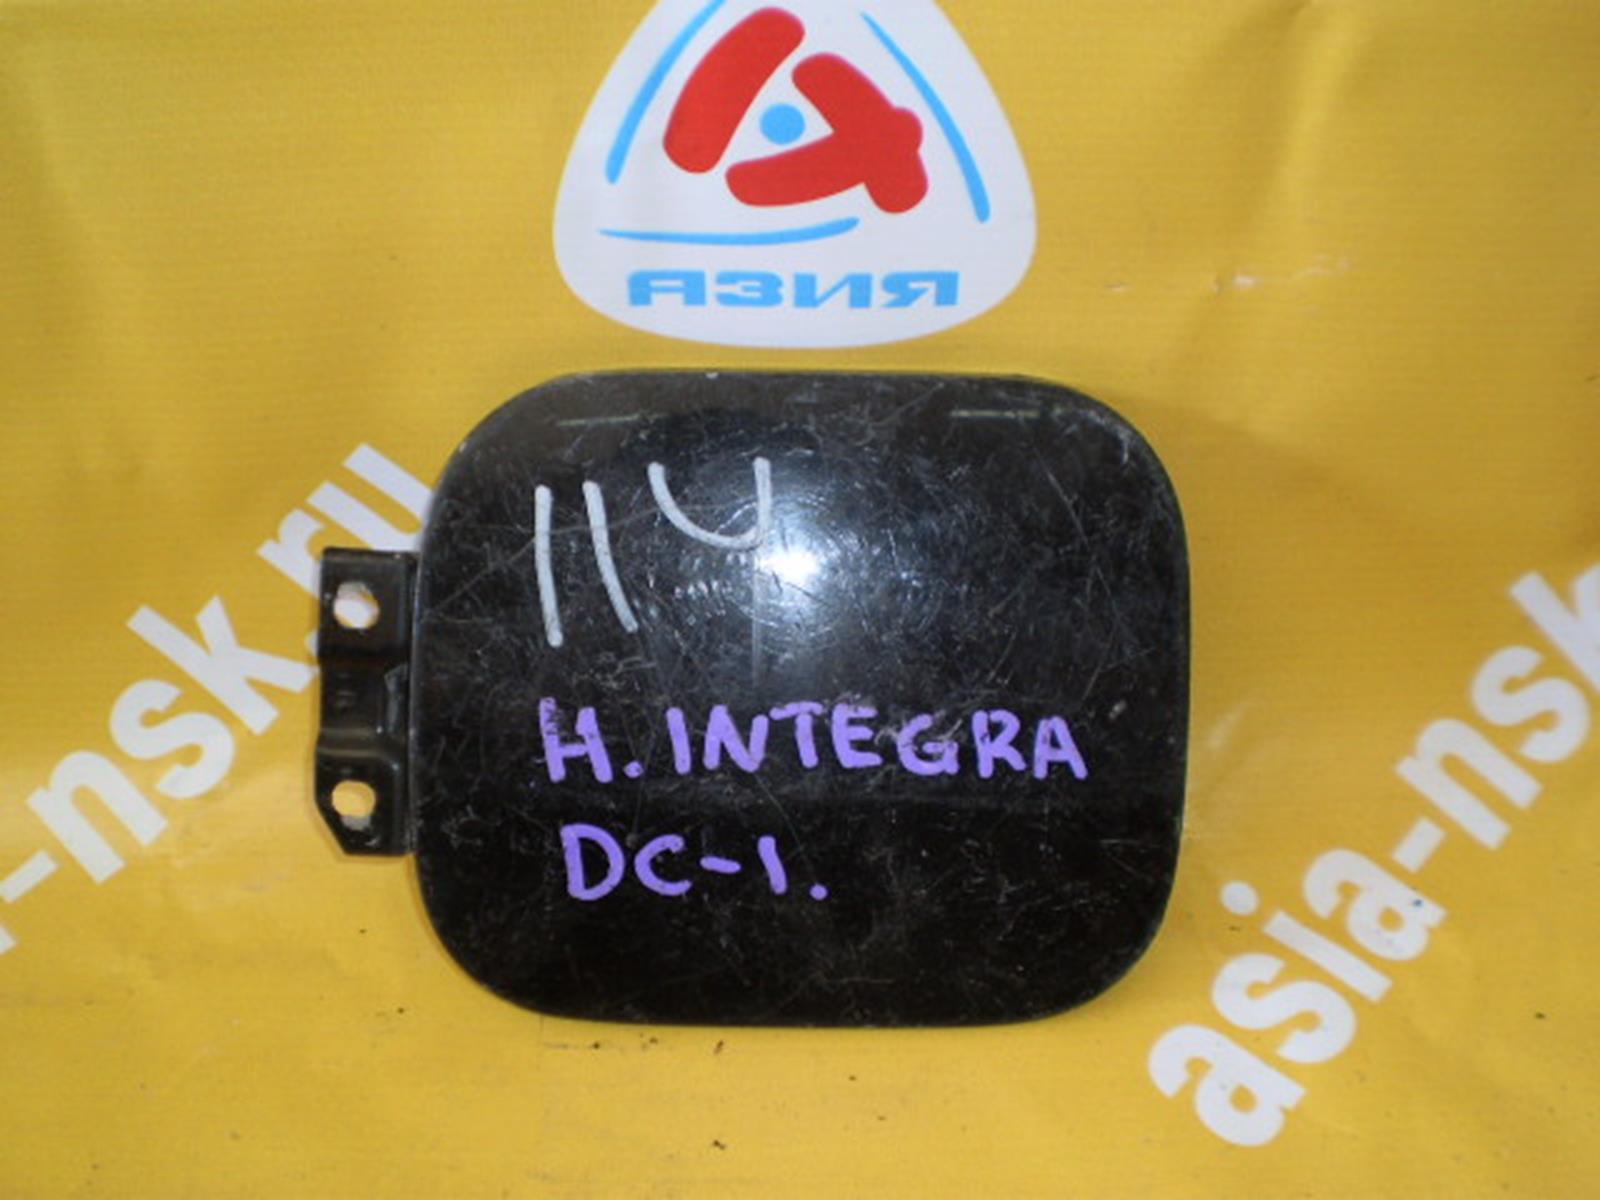 АЗИЯ
114
H. INTEGRA
DC-1.
a-nsk.ru
asia-nsk